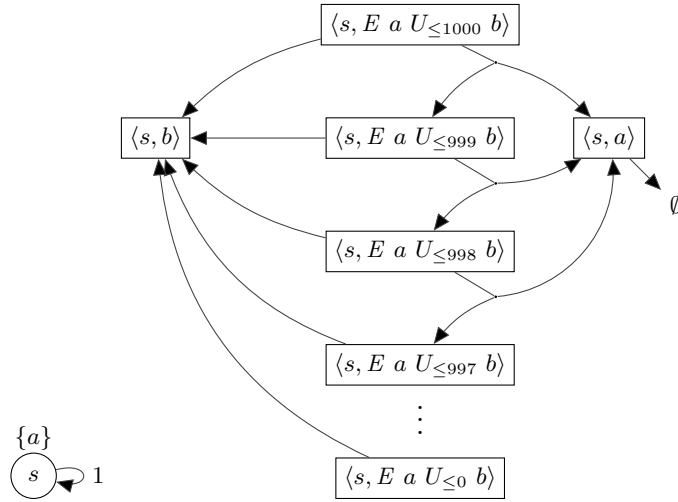 ⟨s, E a U≤1000 b⟩
⟨s, b⟩
⟨s, E a U≤999 b⟩
⟨s, a⟩
∅
⟨s, E a U≤998 b⟩
⟨s, E a U≤997 b⟩
⋮
{a}
s
1
⟨s, E a U≤0 b⟩